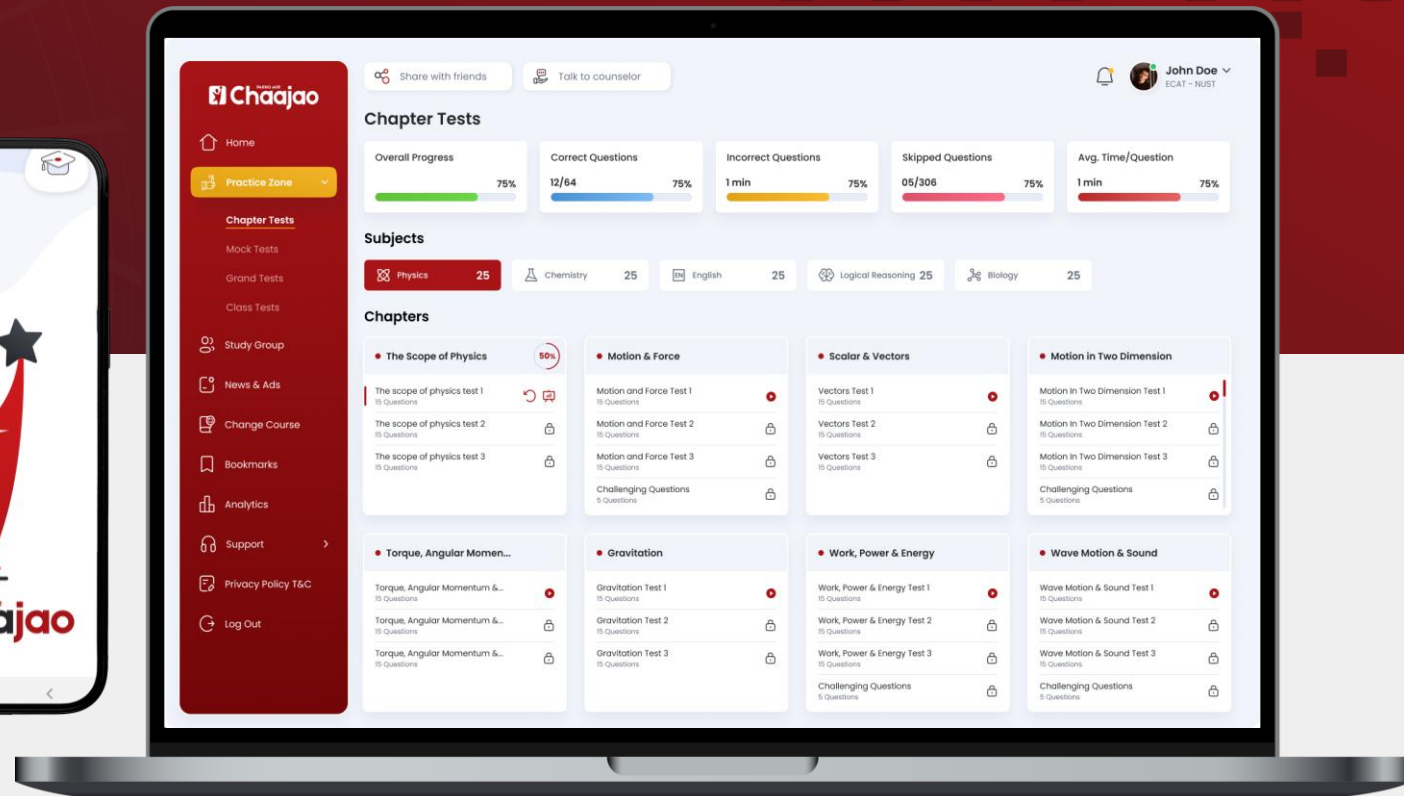 Chaajao
Home
Practice Zone
Chapter Tests
Mock Tests
Grand Tests
Class Tests
Study Group
News & Ads
Change Course
Bookmarks
Analytics
Support
Privacy Policy T&C
Log Out
Share with friends
Talk to counselor
John Doe
ECAT - NUST
Chapter Tests
Overall Progress
75%
Correct Questions
12/64 75%
Incorrect Questions
1 min 75%
Skipped Questions
05/306 75%
Avg. Time/Question
1 min 75%
Subjects
Physics 25
Chemistry 25
EN English 25
Logical Reasoning 25
Biology 25
Chapters
The Scope of Physics 50%
The scope of physics test 1
15 Questions
The scope of physics test 2
15 Questions
The scope of physics test 3
15 Questions
Motion & Force
Motion and Force Test 1
15 Questions
Motion and Force Test 2
15 Questions
Motion and Force Test 3
15 Questions
Challenging Questions
5 Questions
Scalar & Vectors
Vectors Test 1
15 Questions
Vectors Test 2
15 Questions
Vectors Test 3
15 Questions
Motion in Two Dimension
Motion In Two Dimension Test 1
15 Questions
Motion In Two Dimension Test 2
15 Questions
Motion In Two Dimension Test 3
15 Questions
Challenging Questions
5 Questions
Torque, Angular Momen...
Torque, Angular Momentum &...
15 Questions
Torque, Angular Momentum &...
15 Questions
Torque, Angular Momentum &...
15 Questions
Gravitation
Gravitation Test 1
15 Questions
Gravitation Test 2
15 Questions
Gravitation Test 3
15 Questions
Work, Power & Energy
Work, Power & Energy Test 1
15 Questions
Work, Power & Energy Test 2
15 Questions
Work, Power & Energy Test 3
15 Questions
Challenging Questions
5 Questions
Wave Motion & Sound
Wave Motion & Sound Test 1
15 Questions
Wave Motion & Sound Test 2
15 Questions
Wave Motion & Sound Test 3
15 Questions
Challenging Questions
5 Questions
ajao